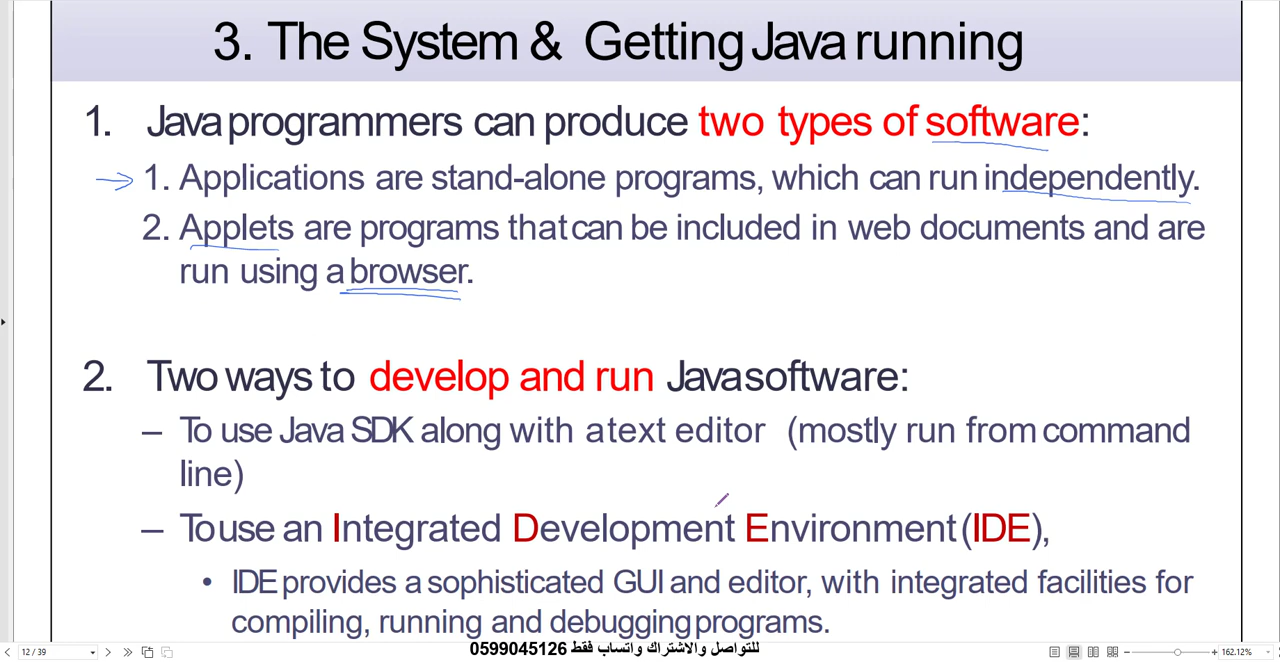 3. The System & Getting Java running
1. Java programmers can produce two types of software:
1. Applications are stand-alone programs, which can run independently.
2. Applets are programs that can be included in web documents and are
run using a browser.
2. Two ways to develop and run Java software:
– To use Java SDK along with a text editor (mostly run from command
line)
– To use an Integrated Development Environment (IDE),
• IDE provides a sophisticated GUI and editor, with integrated facilities for
compiling, running and debugging programs.
للتواصل والاشتراك واتساب فقط 0599045126
12 / 39
162.12%